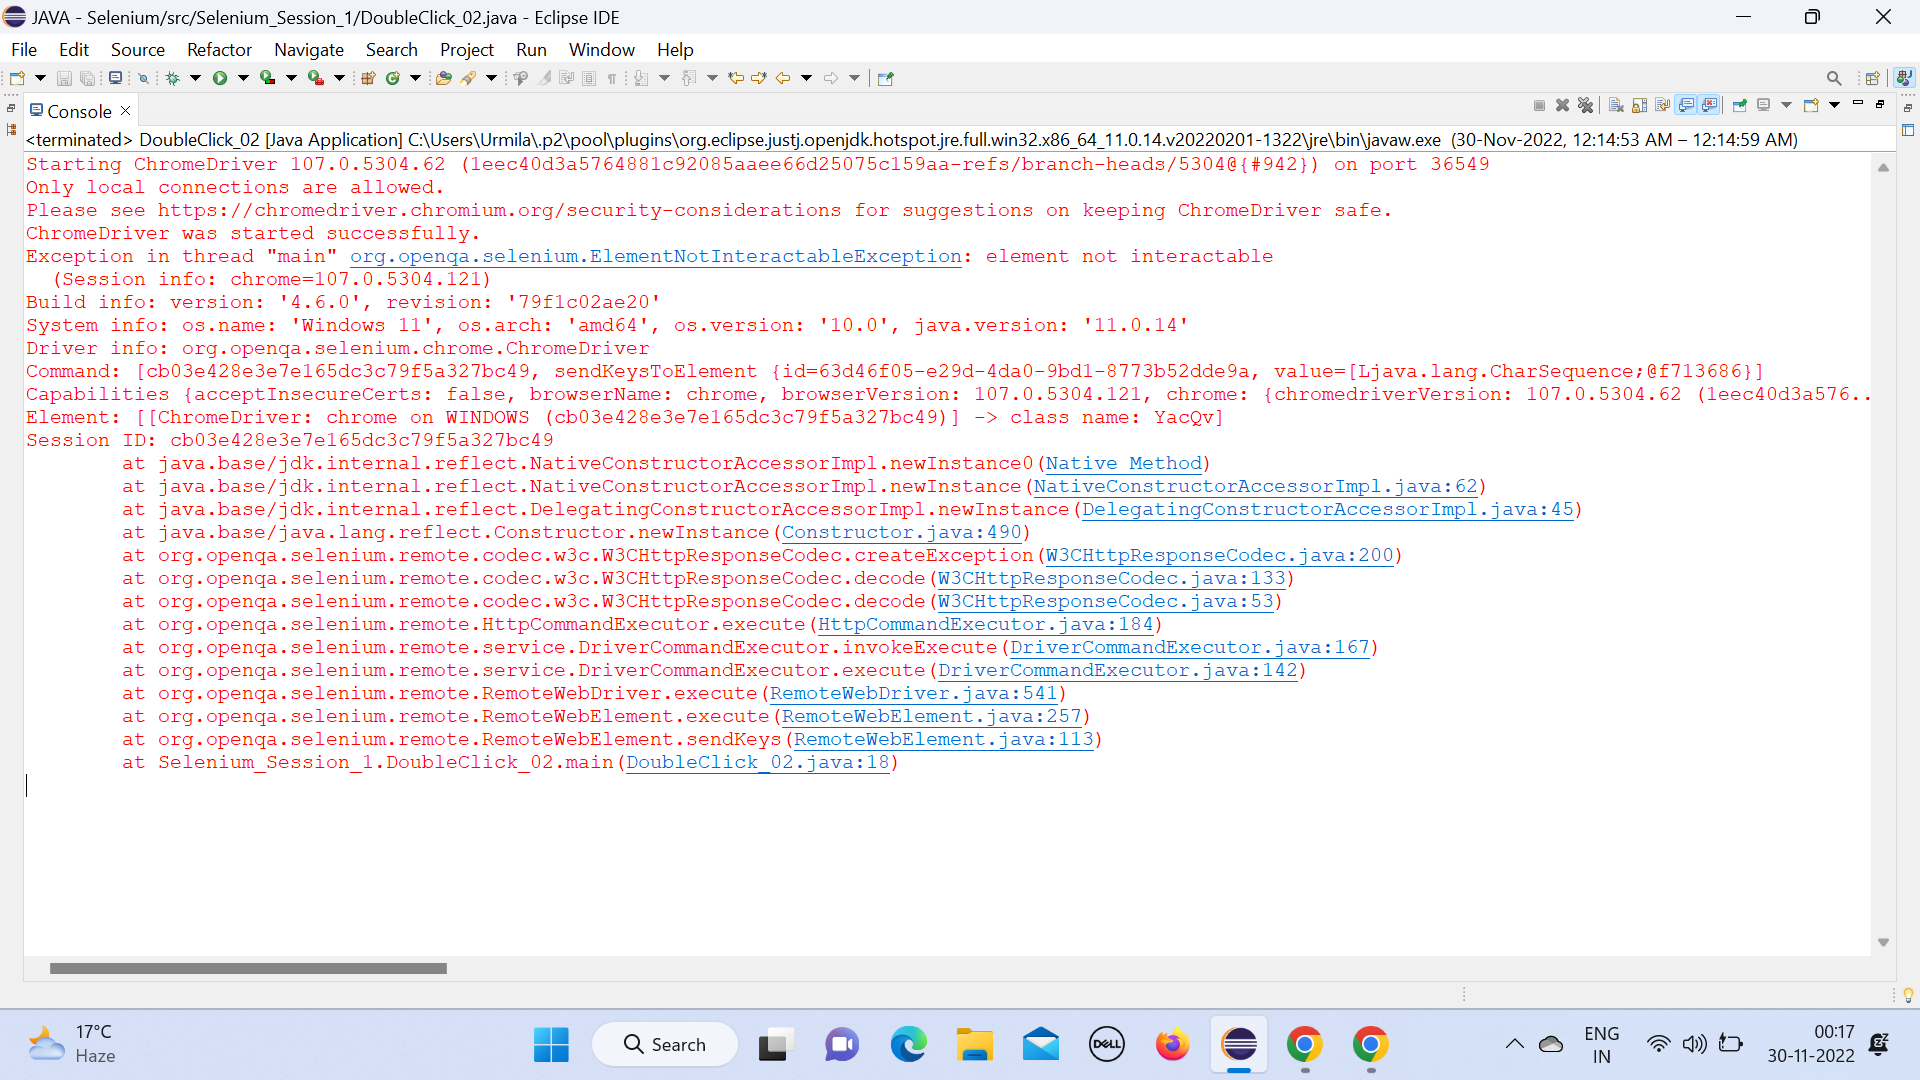 JAVA - Selenium/src/Selenium_Session_1/DoubleClick_02.java - Eclipse IDE
File Edit Source Refactor Navigate Search Project Run Window Help
Console
<terminated> DoubleClick_02 [Java Application] C:\Users\Urmila\.p2\pool\plugins\org.eclipse.justj.openjdk.hotspot.jre.full.win32.x86_64_11.0.14.v20220201-1322\jre\bin\javaw.exe (30-Nov-2022, 12:14:53 AM – 12:14:59 AM)
Starting ChromeDriver 107.0.5304.62 (1eec40d3a5764881c92085aaee66d25075c159aa-refs/branch-heads/5304@{#942}) on port 36549
Only local connections are allowed.
Please see https://chromedriver.chromium.org/security-considerations for suggestions on keeping ChromeDriver safe.
ChromeDriver was started successfully.
Exception in thread "main" org.openqa.selenium.ElementNotInteractableException: element not interactable
(Session info: chrome=107.0.5304.121)
Build info: version: '4.6.0', revision: '79f1c02ae20'
System info: os.name: 'Windows 11', os.arch: 'amd64', os.version: '10.0', java.version: '11.0.14'
Driver info: org.openqa.selenium.chrome.ChromeDriver
Command: [cb03e428e3e7e165dc3c79f5a327bc49, sendKeysToElement {id=63d46f05-e29d-4da0-9bd1-8773b52dde9a, value=[Ljava.lang.CharSequence;@f713686}]
Capabilities {acceptInsecureCerts: false, browserName: chrome, browserVersion: 107.0.5304.121, chrome: {chromedriverVersion: 107.0.5304.62 (1eec40d3a576..
Element: [[ChromeDriver: chrome on WINDOWS (cb03e428e3e7e165dc3c79f5a327bc49)] -> class name: YacQv]
Session ID: cb03e428e3e7e165dc3c79f5a327bc49
at java.base/jdk.internal.reflect.NativeConstructorAccessorImpl.newInstance0(Native Method)
at java.base/jdk.internal.reflect.NativeConstructorAccessorImpl.newInstance(NativeConstructorAccessorImpl.java:62)
at java.base/jdk.internal.reflect.DelegatingConstructorAccessorImpl.newInstance(DelegatingConstructorAccessorImpl.java:45)
at java.base/java.lang.reflect.Constructor.newInstance(Constructor.java:490)
at org.openqa.selenium.remote.codec.w3c.W3CHttpResponseCodec.createException(W3CHttpResponseCodec.java:200)
at org.openqa.selenium.remote.codec.w3c.W3CHttpResponseCodec.decode(W3CHttpResponseCodec.java:133)
at org.openqa.selenium.remote.codec.w3c.W3CHttpResponseCodec.decode(W3CHttpResponseCodec.java:53)
at org.openqa.selenium.remote.HttpCommandExecutor.execute(HttpCommandExecutor.java:184)
at org.openqa.selenium.remote.service.DriverCommandExecutor.invokeExecute(DriverCommandExecutor.java:167)
at org.openqa.selenium.remote.service.DriverCommandExecutor.execute(DriverCommandExecutor.java:142)
at org.openqa.selenium.remote.RemoteWebDriver.execute(RemoteWebDriver.java:541)
at org.openqa.selenium.remote.RemoteWebElement.execute(RemoteWebElement.java:257)
at org.openqa.selenium.remote.RemoteWebElement.sendKeys(RemoteWebElement.java:113)
at Selenium_Session_1.DoubleClick_02.main(DoubleClick_02.java:18)
17°C
Haze
Search
DELL
ENG
IN
00:17
30-11-2022